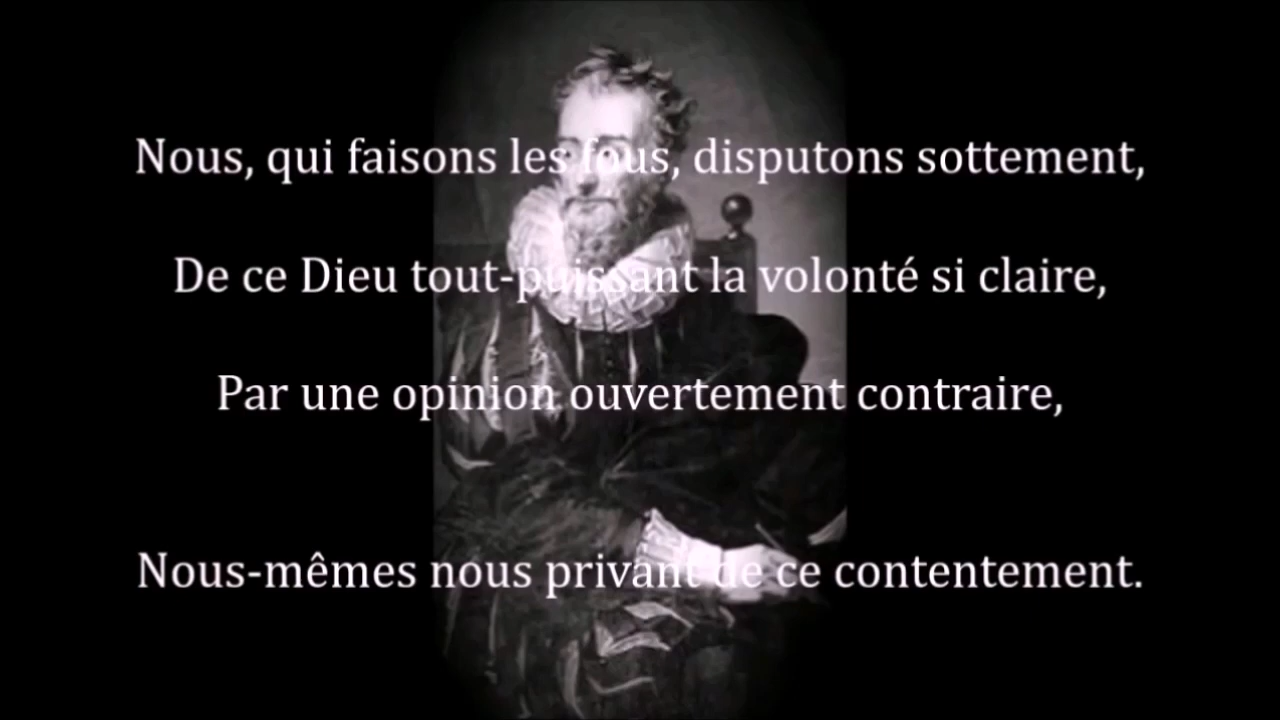 Nous, qui faisons les fous, disputons sottement,
De ce Dieu tout-puissant la volonté si claire,
Par une opinion ouvertement contraire,
Nous-mêmes nous privant de ce contentement.